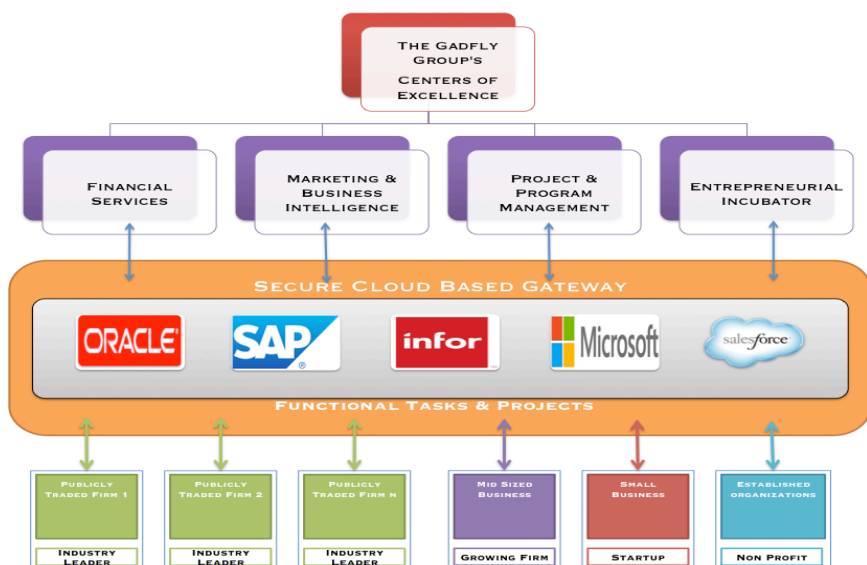 The Gadfly
Group's
Centers of
Excellence
Financial
Services
Marketing &
Business
Intelligence
Project &
Program
Management
Entrepreneurial
Incubator
Secure Cloud Based Gateway
ORACLE®
SAP®
infor
Microsoft
salesforce
Functional Tasks & Projects
Publicly
Traded Firm 1
Publicly
Traded Firm 2
Publicly
Traded Firm n
Mid Sized
Business
Small
Business
Established
organizations
Industry
Leader
Industry
Leader
Industry
Leader
Growing Firm
Startup
Non Profit